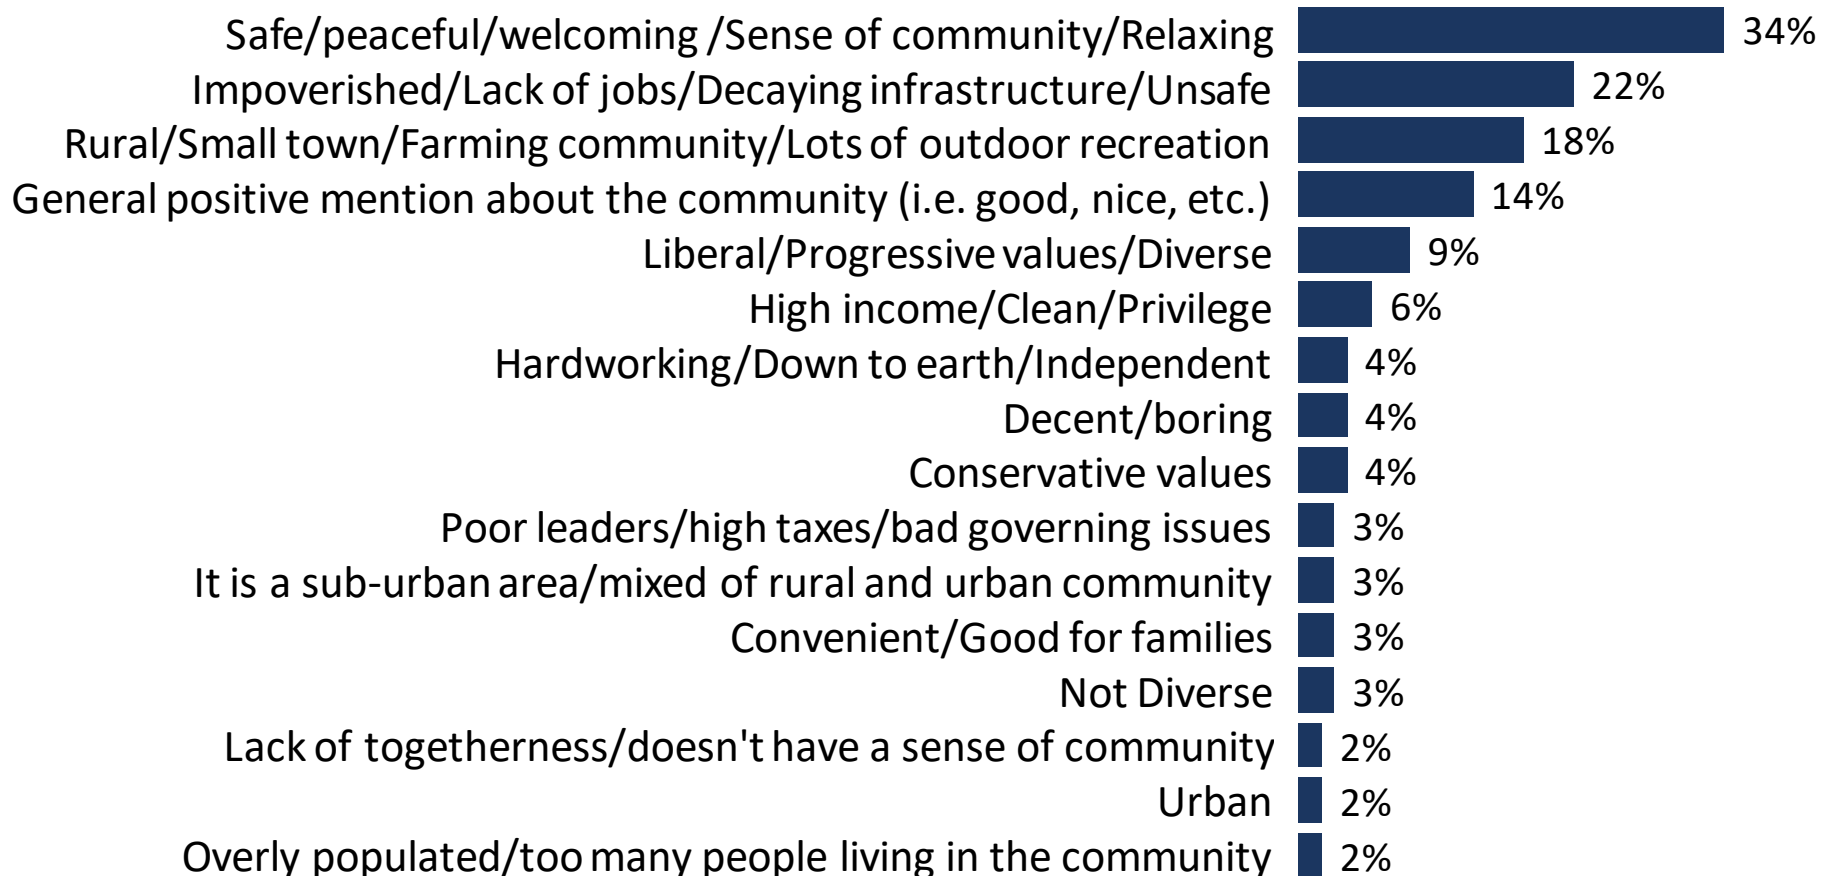 Safe/peaceful/welcoming /Sense of community/Relaxing 34%
Impoverished/Lack of jobs/Decaying infrastructure/Unsafe 22%
Rural/Small town/Farming community/Lots of outdoor recreation 18%
General positive mention about the community (i.e. good, nice, etc.) 14%
Liberal/Progressive values/Diverse 9%
High income/Clean/Privilege 6%
Hardworking/Down to earth/Independent 4%
Decent/boring 4%
Conservative values 4%
Poor leaders/high taxes/bad governing issues 3%
It is a sub-urban area/mixed of rural and urban community 3%
Convenient/Good for families 3%
Not Diverse 3%
Lack of togetherness/doesn't have a sense of community 2%
Urban 2%
Overly populated/too many people living in the community 2%